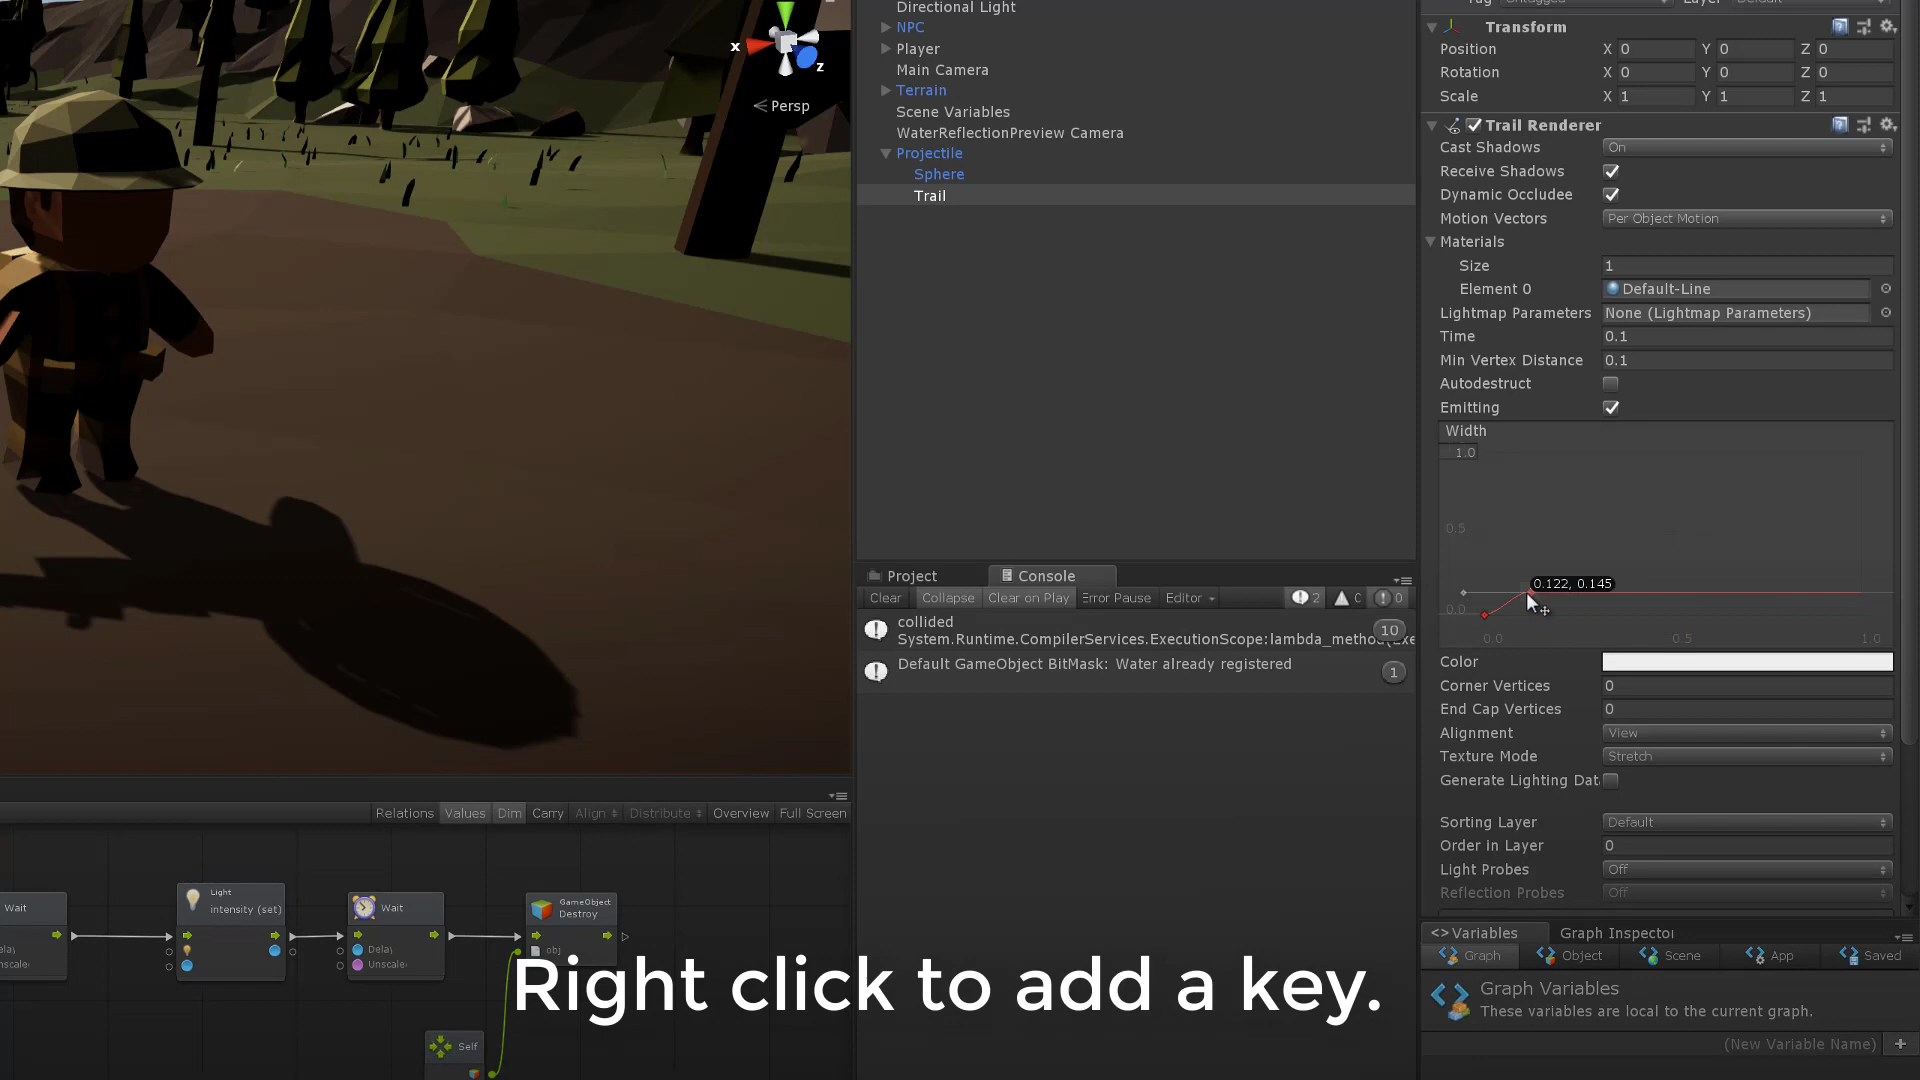 x
z
Persp
Directional Light
NPC
Player
Main Camera
Terrain
Scene Variables
WaterReflectionPreview Camera
Projectile
Sphere
Trail
Transform
Position X 0 Y 0 Z 0
Rotation X 0 Y 0 Z 0
Scale X 1 Y 1 Z 1
Trail Renderer
Cast Shadows On
Receive Shadows
Dynamic Occludee
Motion Vectors Per Object Motion
Materials
Size 1
Element 0 Default-Line
Lightmap Parameters None (Lightmap Parameters)
Time 0.1
Min Vertex Distance 0.1
Autodestruct
Emitting
Width
1.0
0.5
0.122, 0.145
0.0
0.0 0.5 1.0
Color
Corner Vertices 0
End Cap Vertices 0
Alignment View
Texture Mode Stretch
Generate Lighting Dat
Sorting Layer Default
Order in Layer 0
Light Probes Off
Reflection Probes Off
Project Console
Clear Collapse Clear on Play Error Pause Editor 2 0
collided
System.Runtime.CompilerServices.ExecutionScope:lambda_method(
10
Default GameObject BitMask: Water already registered
1
Relations Values Dim Carry Align Distribute Overview Full Screen
Wait
Light
intensity (set)
Wait
Delay
Unscale
GameObject
Destroy
obj
Self
Right click to add a key.
<> Variables Graph Inspector
Graph Object Scene App Saved
Graph Variables
These variables are local to the current graph.
(New Variable Name) +